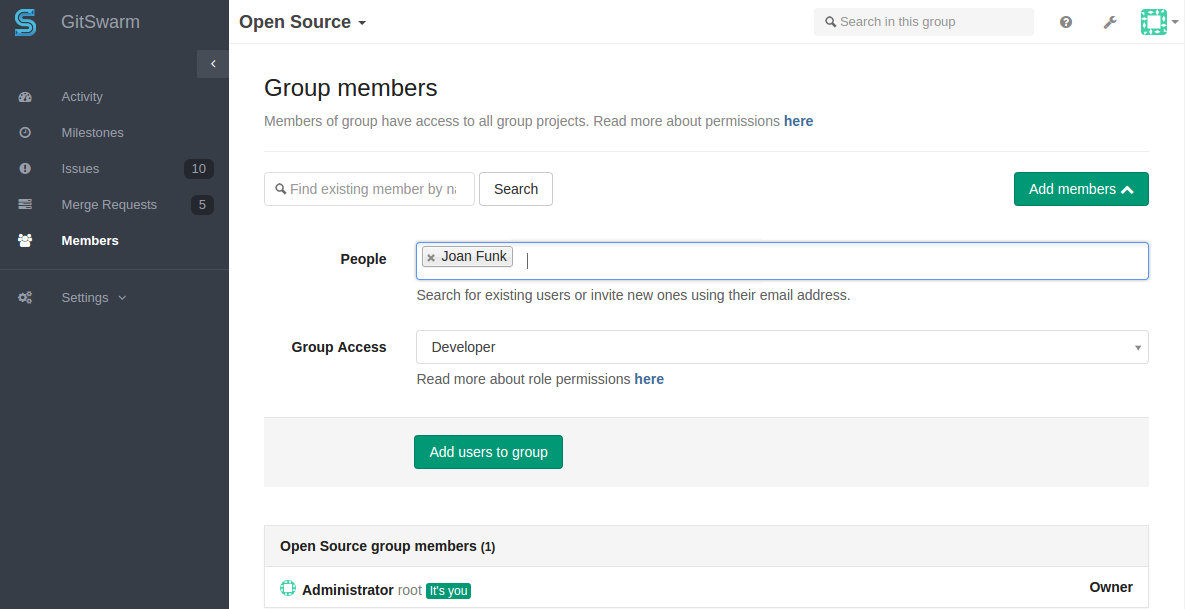 GitSwarm
Open Source
Search in this group
Activity
Milestones
Issues 10
Merge Requests 5
Members
Settings
Group members
Members of group have access to all group projects. Read more about permissions here
Find existing member by na
Search
Add members
People
Joan Funk
Search for existing users or invite new ones using their email address.
Group Access
Developer
Read more about role permissions here
Add users to group
Open Source group members (1)
Administrator root It's you
Owner